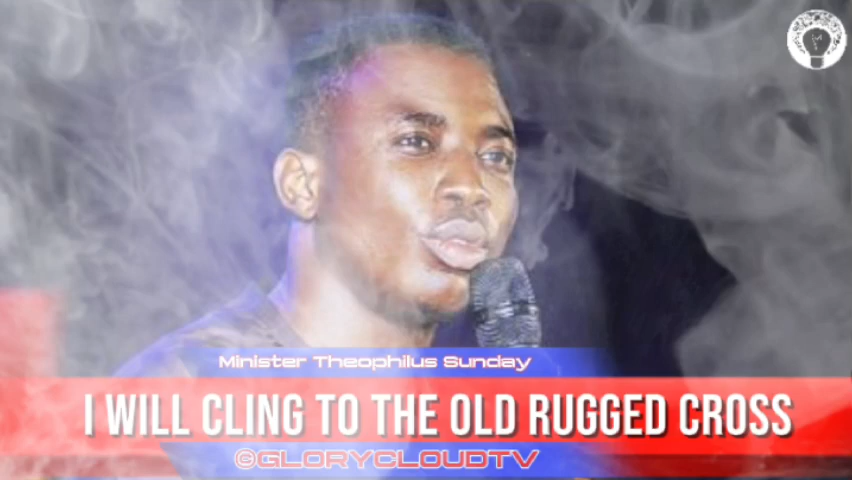 Minister Theophilus Sunday
I WILL CLING TO THE OLD RUGGED CROSS
©GLORYCLOUDTV